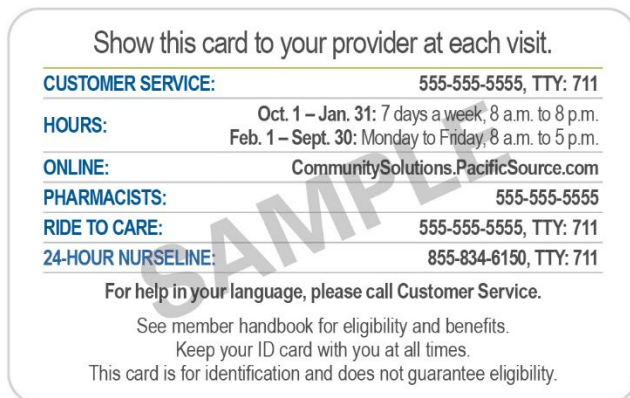 Show this card to your provider at each visit.
CUSTOMER SERVICE: 555-555-5555, TTY: 711
HOURS: Oct. 1 – Jan. 31: 7 days a week, 8 a.m. to 8 p.m.
Feb. 1 – Sept. 30: Monday to Friday, 8 a.m. to 5 p.m.
ONLINE: CommunitySolutions.PacificSource.com
PHARMACISTS: 555-555-5555
RIDE TO CARE: 555-555-5555, TTY: 711
24-HOUR NURSELINE: 855-834-6150, TTY: 711
For help in your language, please call Customer Service.
See member handbook for eligibility and benefits.
Keep your ID card with you at all times.
This card is for identification and does not guarantee eligibility.
SAMPLE